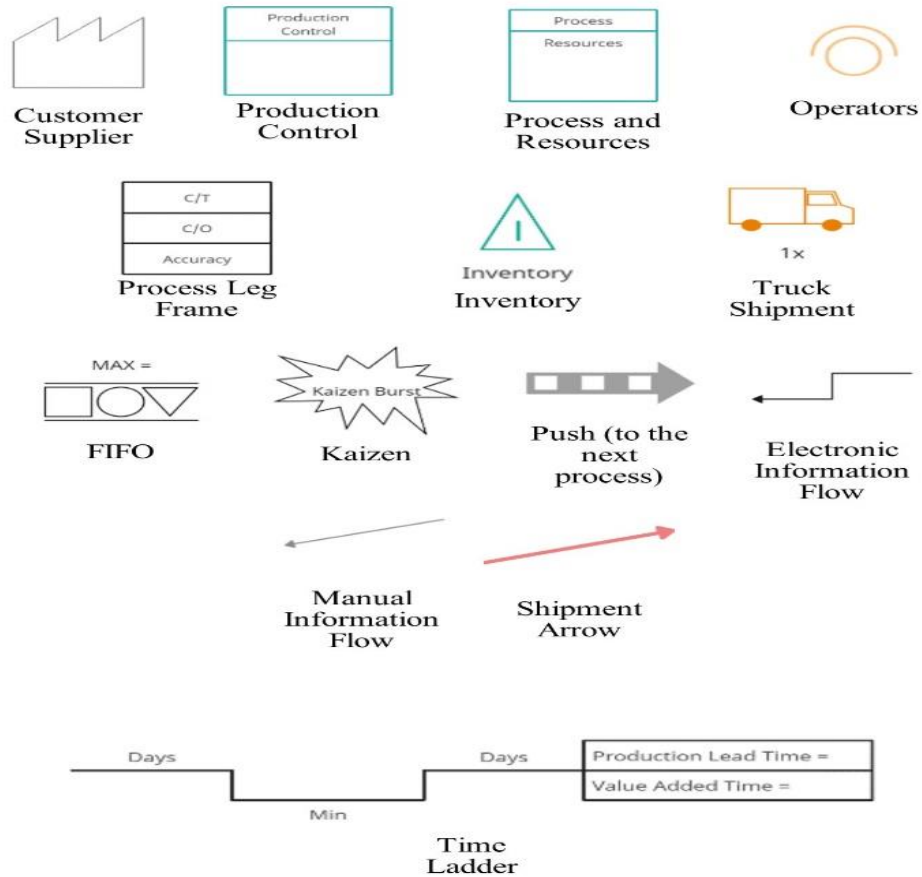 Production
Control
Process
Resources
Customer
Supplier
Production
Control
Process and
Resources
Operators
C/T
C/O
Accuracy
Process Leg
Frame
I
Inventory
Inventory
1x
Truck
Shipment
MAX =
FIFO
Kaizen Burst
Kaizen
Push (to the
next
process)
Electronic
Information
Flow
Manual
Information
Flow
Shipment
Arrow
Days
Min
Days
Production Lead Time =
Value Added Time =
Time
Ladder